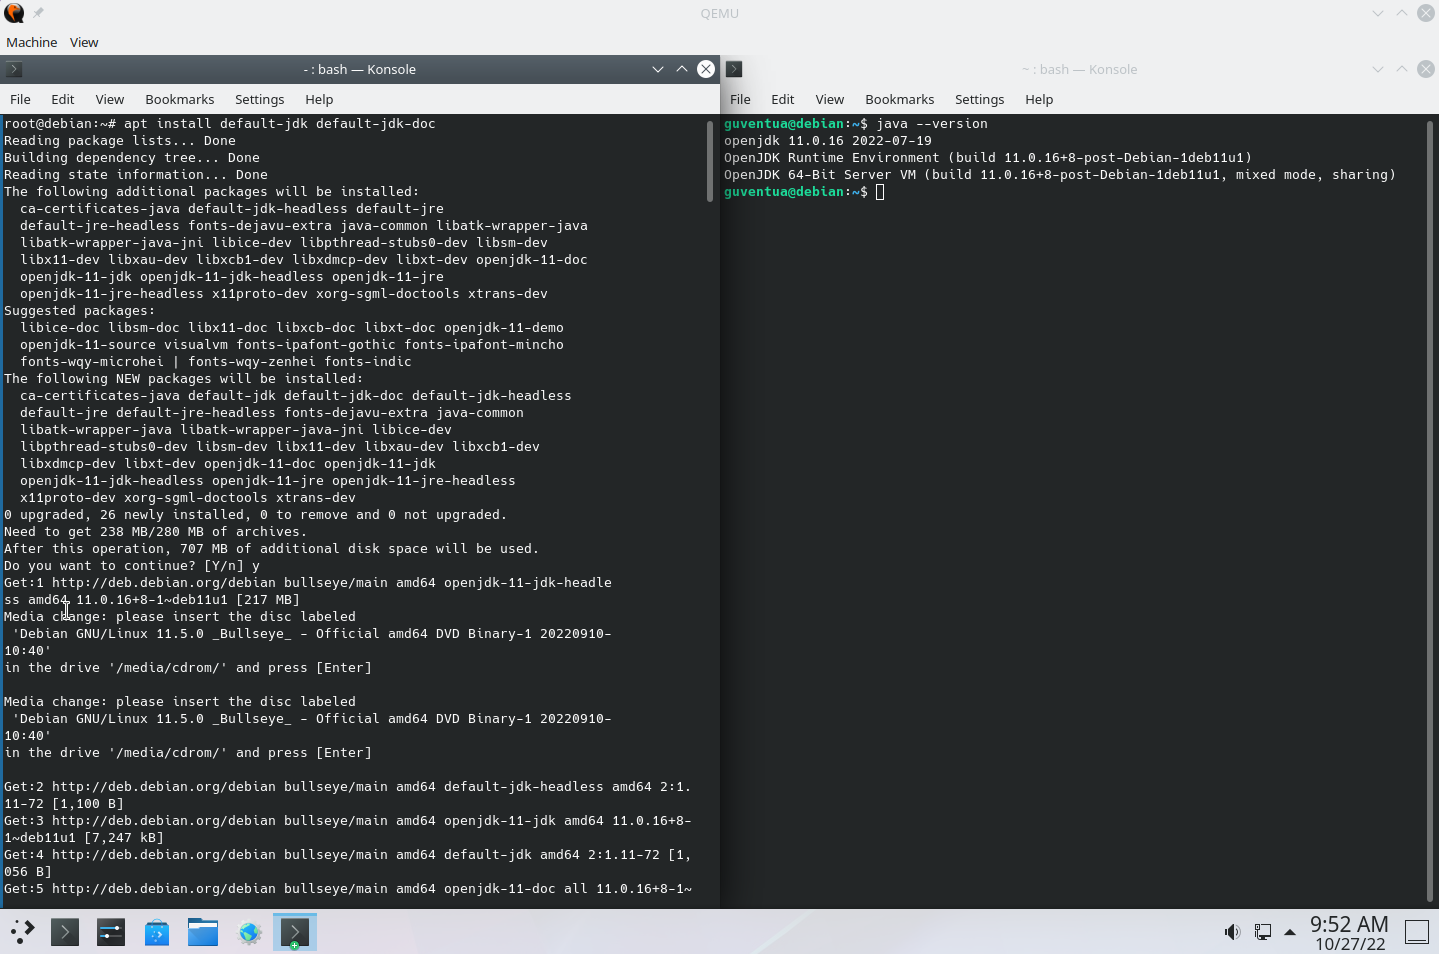 QEMU
Machine View
- : bash — Konsole
File Edit View Bookmarks Settings Help
root@debian:~# apt install default-jdk default-jdk-doc
Reading package lists... Done
Building dependency tree... Done
Reading state information... Done
The following additional packages will be installed:
  ca-certificates-java default-jdk-headless default-jre
  default-jre-headless fonts-dejavu-extra java-common libatk-wrapper-java
  libatk-wrapper-java-jni libice-dev libpthread-stubs0-dev libsm-dev
  libx11-dev libxau-dev libxcb1-dev libxdmcp-dev libxt-dev openjdk-11-doc
  openjdk-11-jdk openjdk-11-jdk-headless openjdk-11-jre
  openjdk-11-jre-headless x11proto-dev xorg-sgml-doctools xtrans-dev
Suggested packages:
  libice-doc libsm-doc libx11-doc libxcb-doc libxt-doc openjdk-11-demo
  openjdk-11-source visualvm fonts-ipafont-gothic fonts-ipafont-mincho
  fonts-wqy-microhei | fonts-wqy-zenhei fonts-indic
The following NEW packages will be installed:
  ca-certificates-java default-jdk default-jdk-doc default-jdk-headless
  default-jre default-jre-headless fonts-dejavu-extra java-common
  libatk-wrapper-java libatk-wrapper-java-jni libice-dev
  libpthread-stubs0-dev libsm-dev libx11-dev libxau-dev libxcb1-dev
  libxdmcp-dev libxt-dev openjdk-11-doc openjdk-11-jdk
  openjdk-11-jdk-headless openjdk-11-jre openjdk-11-jre-headless
  x11proto-dev xorg-sgml-doctools xtrans-dev
0 upgraded, 26 newly installed, 0 to remove and 0 not upgraded.
Need to get 238 MB/280 MB of archives.
After this operation, 707 MB of additional disk space will be used.
Do you want to continue? [Y/n] y
Get:1 http://deb.debian.org/debian bullseye/main amd64 openjdk-11-jdk-headle
ss amd64 11.0.16+8-1~deb11u1 [217 MB]
Media change: please insert the disc labeled
 'Debian GNU/Linux 11.5.0 _Bullseye_ - Official amd64 DVD Binary-1 20220910-
10:40'
in the drive '/media/cdrom/' and press [Enter]

Media change: please insert the disc labeled
 'Debian GNU/Linux 11.5.0 _Bullseye_ - Official amd64 DVD Binary-1 20220910-
10:40'
in the drive '/media/cdrom/' and press [Enter]

Get:2 http://deb.debian.org/debian bullseye/main amd64 default-jdk-headless amd64 2:1.
11-72 [1,100 B]
Get:3 http://deb.debian.org/debian bullseye/main amd64 openjdk-11-jdk amd64 11.0.16+8-
1~deb11u1 [7,247 kB]
Get:4 http://deb.debian.org/debian bullseye/main amd64 default-jdk amd64 2:1.11-72 [1,
056 B]
Get:5 http://deb.debian.org/debian bullseye/main amd64 openjdk-11-doc all 11.0.16+8-1~
~ : bash — Konsole
File Edit View Bookmarks Settings Help
guventua@debian:~$ java --version
openjdk 11.0.16 2022-07-19
OpenJDK Runtime Environment (build 11.0.16+8-post-Debian-1deb11u1)
OpenJDK 64-Bit Server VM (build 11.0.16+8-post-Debian-1deb11u1, mixed mode, sharing)
guventua@debian:~$
9:52 AM
10/27/22